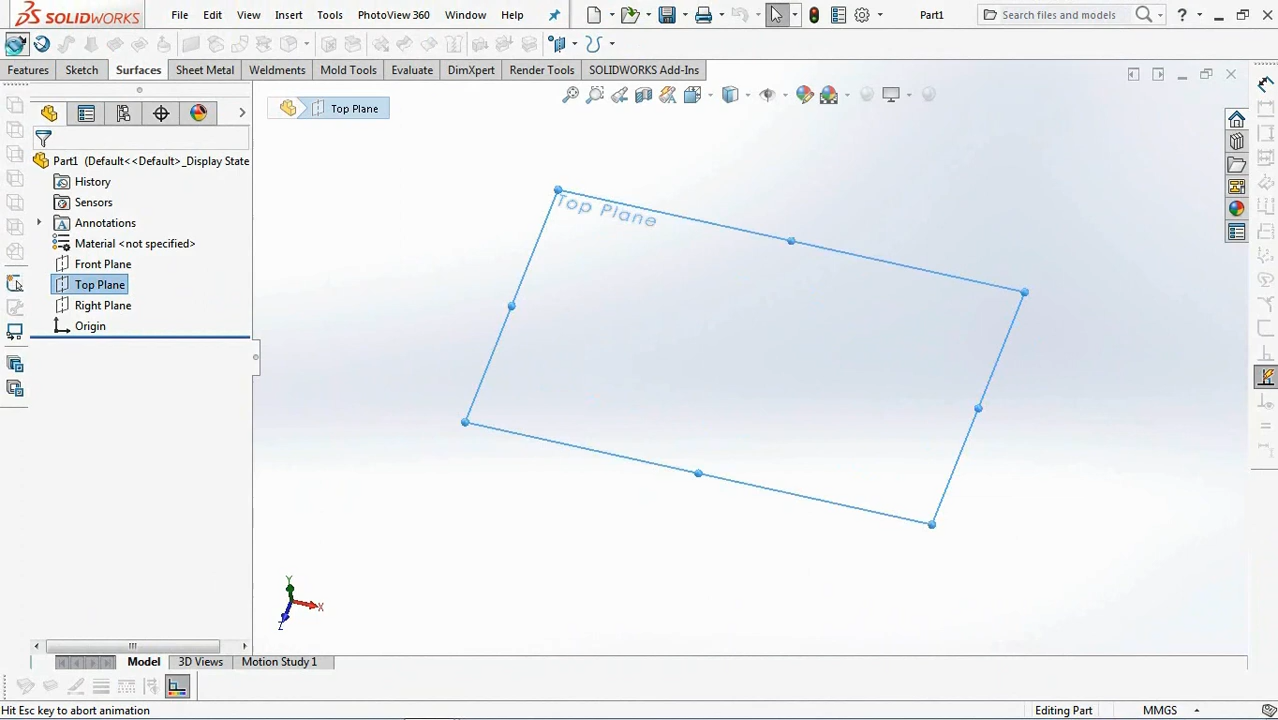 SOLIDWORKS File Edit View Insert Tools PhotoView 360 Window Help Part1 Search files and models ?
Features Sketch Surfaces Sheet Metal Weldments Mold Tools Evaluate DimXpert Render Tools SOLIDWORKS Add-Ins
Top Plane
Part1 (Default<<Default>_Display State
History
Sensors
Annotations
Material <not specified>
Front Plane
Top Plane
Right Plane
Origin
Top Plane
Y
X
Z
Model 3D Views Motion Study 1
Hit Esc key to abort animation Editing Part MMGS